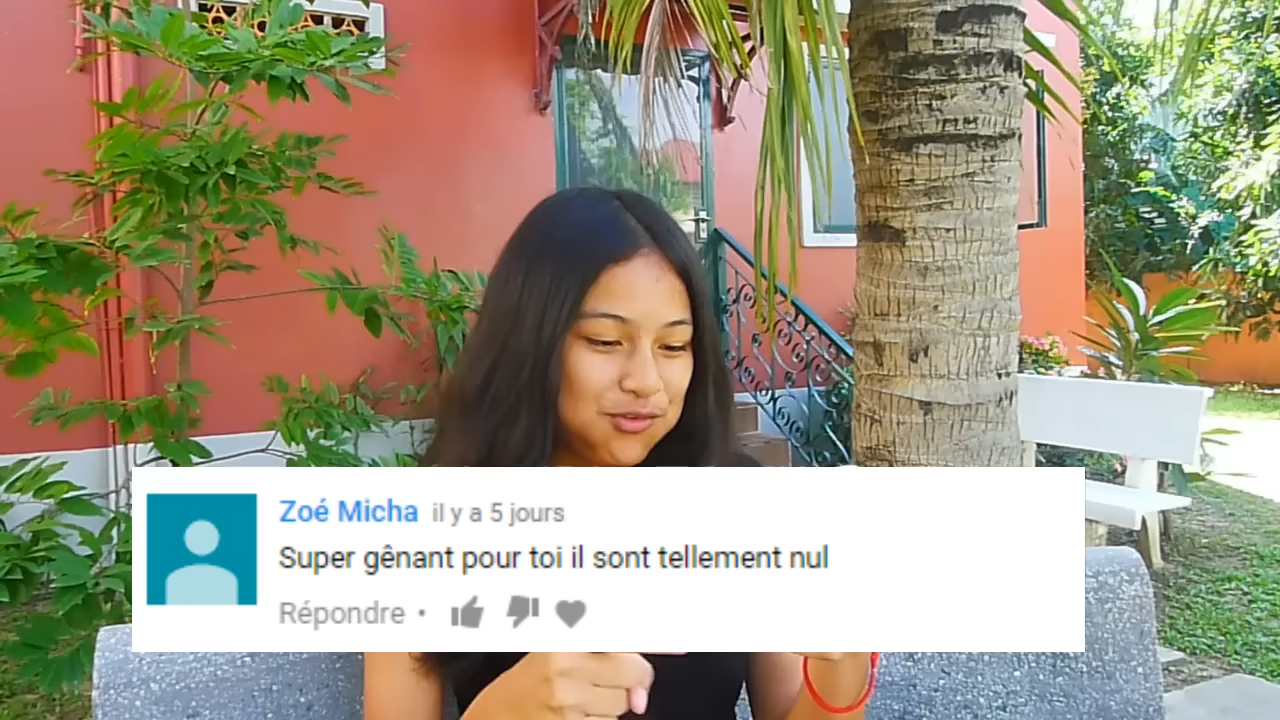 Zoé Micha il y a 5 jours
Super gênant pour toi il sont tellement nul
Répondre •